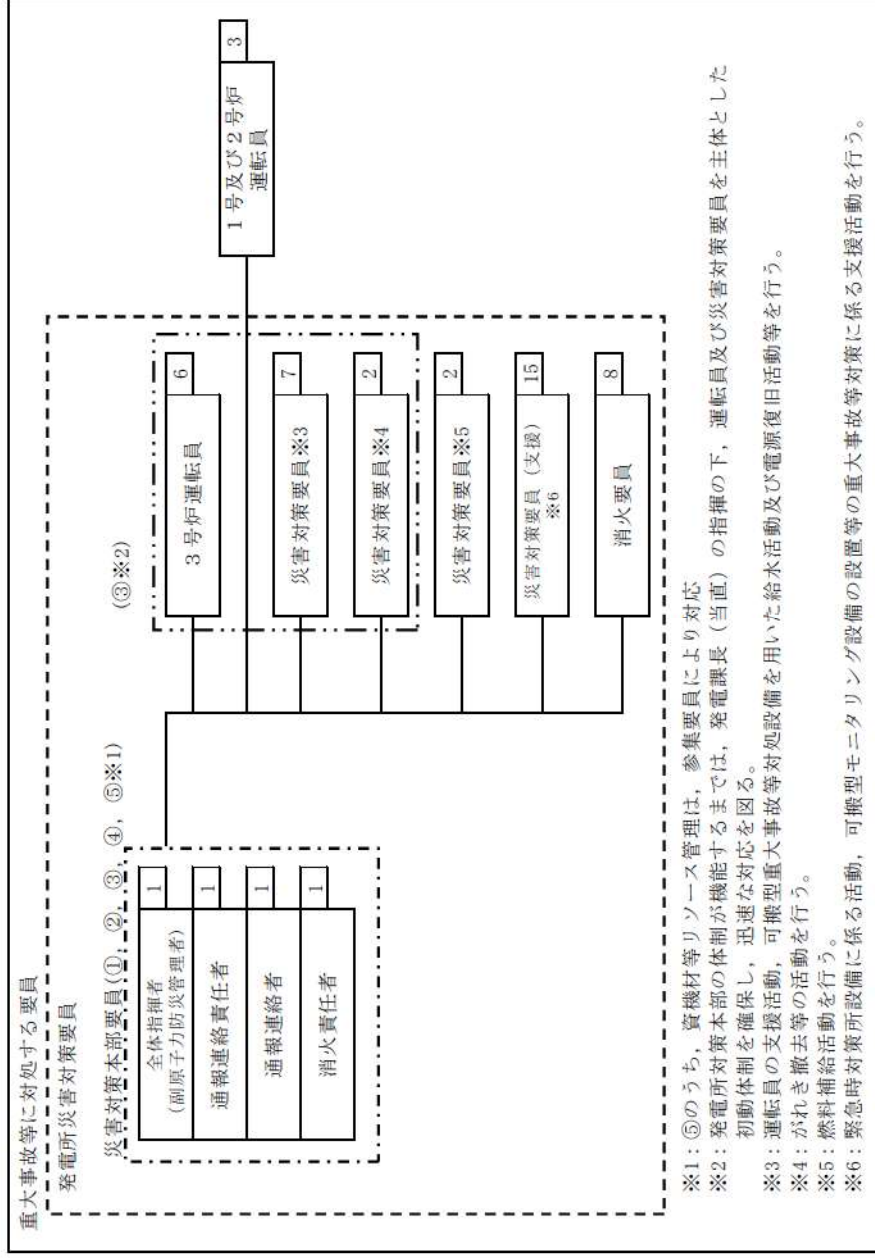 重大事故等に対処する要員
発電所災害対策要員
災害対策本部要員(①, ②, ③, ④, ⑤※1)
全体指揮者
(副原子力防災管理者)
1
通報連絡責任者
1
通報連絡者
1
消火責任者
1
(③※2)
3号炉運転員
6
災害対策要員※3
7
災害対策要員※4
2
災害対策要員※5
2
災害対策要員(支援)
※6
15
消火要員
8
1号及び2号炉
運転員
3
※1:⑤のうち,資機材等リソース管理は,参集要員により対応
※2:発電所対策本部の体制が機能するまでは,発電課長(当直)の指揮の下,運転員及び災害対策要員を主体とした
初動体制を確保し,迅速な対応を図る。
※3:運転員の支援活動,可搬型重大事故等対処設備を用いた給水活動及び電源復旧活動等を行う。
※4:がれき撤去等の活動を行う。
※5:燃料補給活動を行う。
※6:緊急時対策所設備に係る活動,可搬型モニタリング設備の設置等の重大事故等対策に係る支援活動を行う。